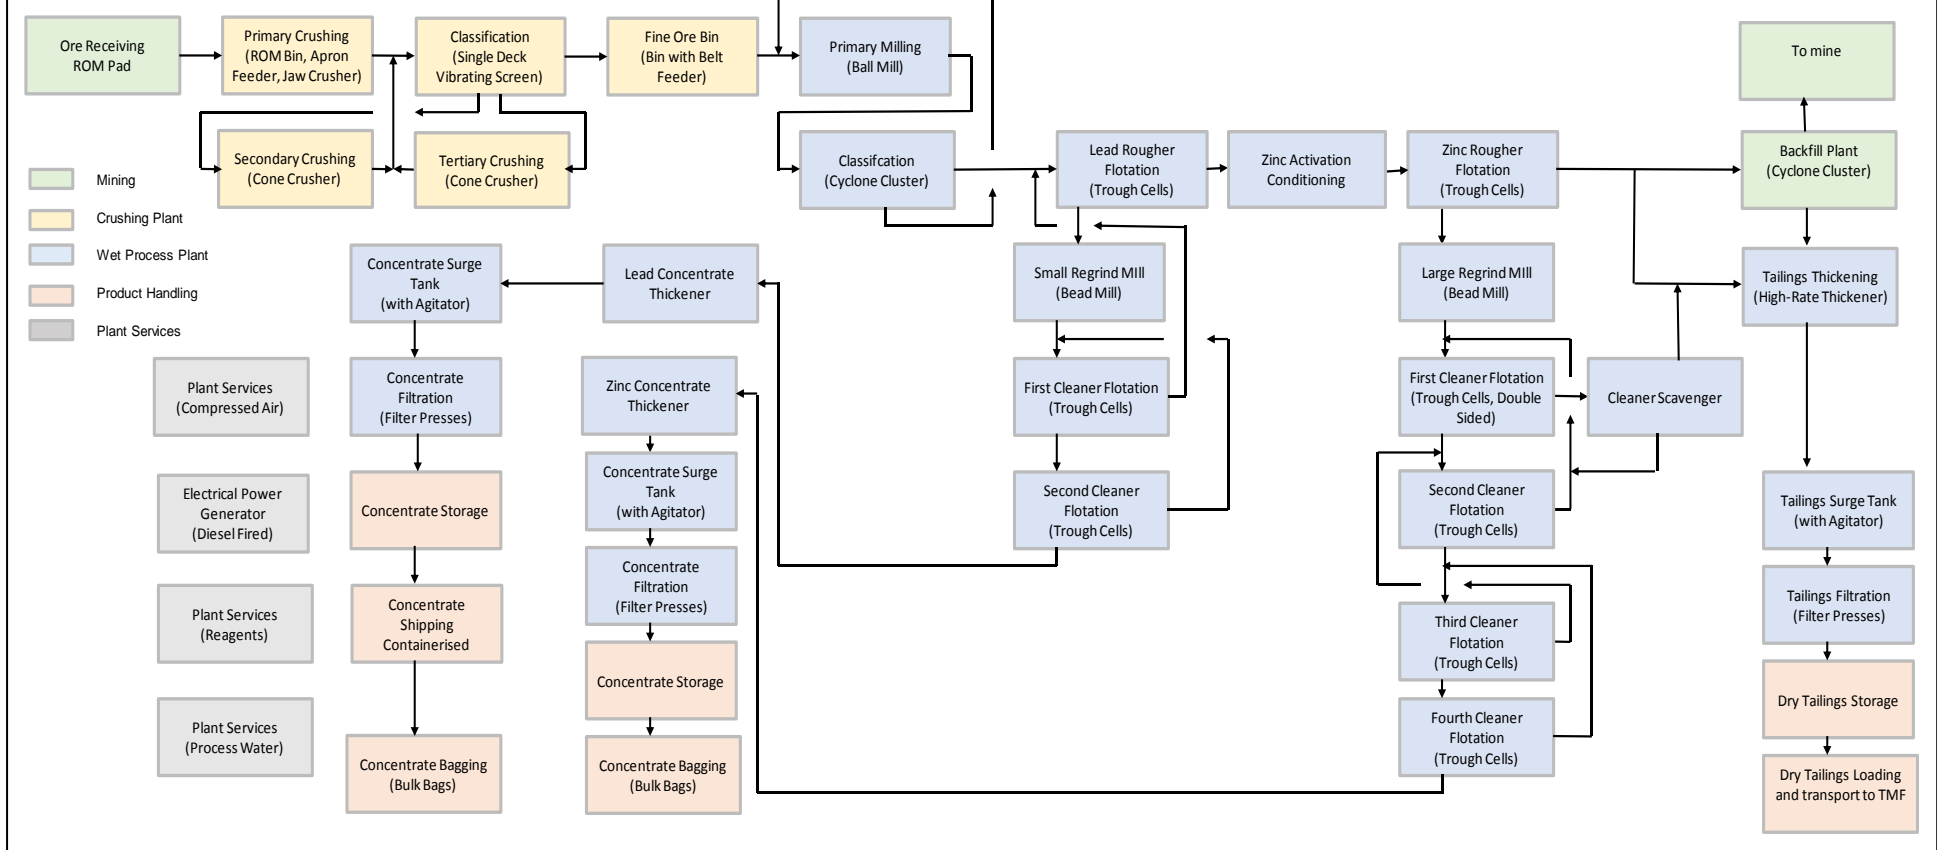 Ore Receiving
ROM Pad
Primary Crushing
(ROM Bin, Apron
Feeder, Jaw Crusher)
Classification
(Single Deck
Vibrating Screen)
Fine Ore Bin
(Bin with Belt
Feeder)
Primary Milling
(Ball Mill)
To mine
Secondary Crushing
(Cone Crusher)
Tertiary Crushing
(Cone Crusher)
Classifcation
(Cyclone Cluster)
Lead Rougher
Flotation
(Trough Cells)
Zinc Activation
Conditioning
Zinc Rougher
Flotation
(Trough Cells)
Backfill Plant
(Cyclone Cluster)
Mining
Crushing Plant
Wet Process Plant
Product Handling
Plant Services
Concentrate Surge
Tank
(with Agitator)
Lead Concentrate
Thickener
Small Regrind MIll
(Bead Mill)
Large Regrind MIll
(Bead Mill)
Tailings Thickening
(High-Rate Thickener)
Plant Services
(Compressed Air)
Concentrate
Filtration
(Filter Presses)
Zinc Concentrate
Thickener
First Cleaner Flotation
(Trough Cells)
First Cleaner Flotation
(Trough Cells, Double
Sided)
Cleaner Scavenger
Electrical Power
Generator
(Diesel Fired)
Concentrate Storage
Concentrate Surge
Tank
(with Agitator)
Second Cleaner
Flotation
(Trough Cells)
Second Cleaner
Flotation
(Trough Cells)
Tailings Surge Tank
(with Agitator)
Plant Services
(Reagents)
Concentrate
Shipping
Containerised
Concentrate
Filtration
(Filter Presses)
Third Cleaner
Flotation
(Trough Cells)
Tailings Filtration
(Filter Presses)
Concentrate Storage
Dry Tailings Storage
Plant Services
(Process Water)
Concentrate Bagging
(Bulk Bags)
Concentrate Bagging
(Bulk Bags)
Fourth Cleaner
Flotation
(Trough Cells)
Dry Tailings Loading
and transport to TMF